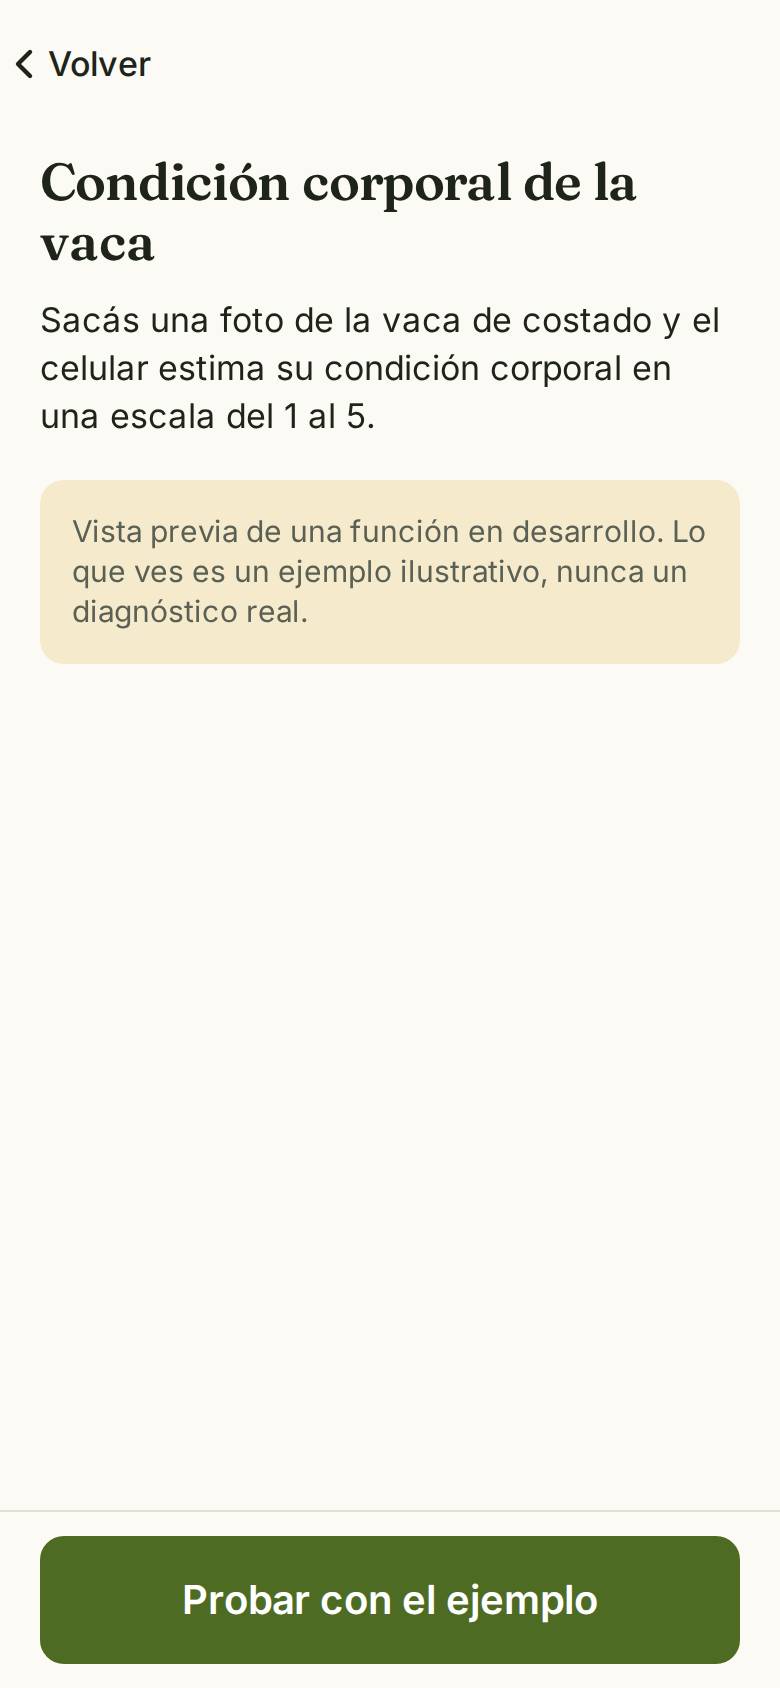 Volver
Condición corporal de la
vaca
Sacás una foto de la vaca de costado y el
celular estima su condición corporal en
una escala del 1 al 5.
Vista previa de una función en desarrollo. Lo
que ves es un ejemplo ilustrativo, nunca un
diagnóstico real.
Probar con el ejemplo